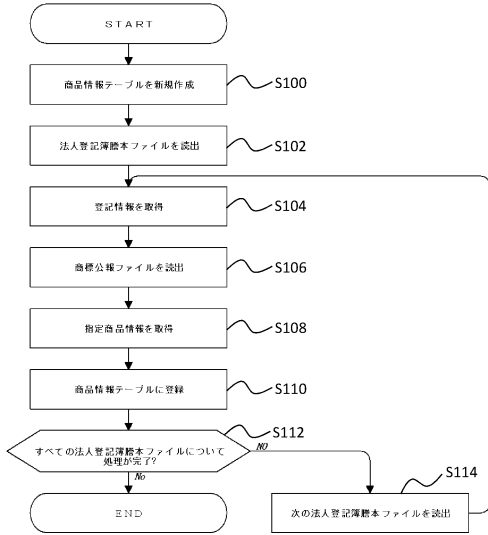 START
商品情報テーブルを新規作成
S100
法人登記簿謄本ファイルを読出
S102
登記情報を取得
S104
商標公報ファイルを読出
S106
指定商品情報を取得
S108
商品情報テーブルに登録
S110
すべての法人登記簿謄本ファイルについて
処理が完了?
S112
NO
No
S114
END
次の法人登記簿謄本ファイルを読出